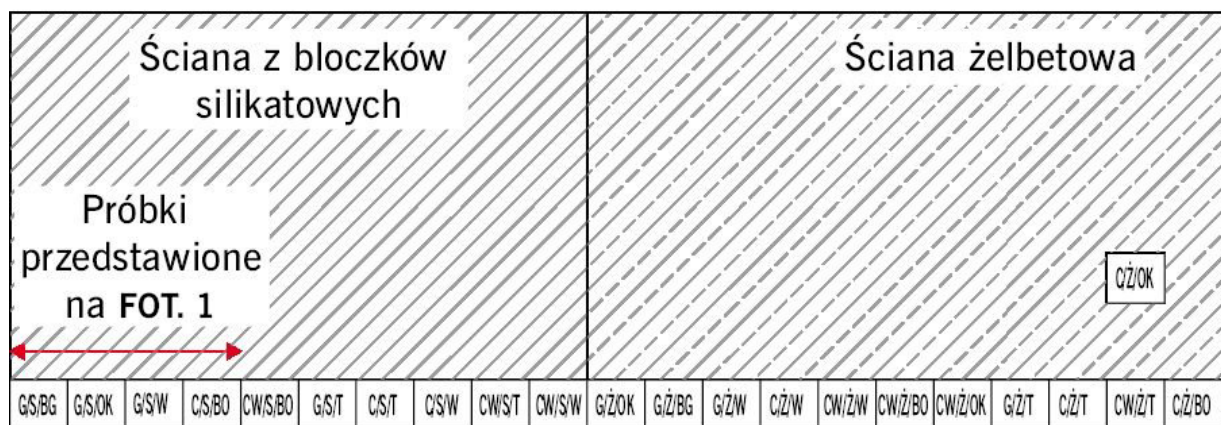 Ściana z bloczków
silikatowych
Ściana żelbetowa
Próbki
przedstawione
na FOT. 1
C/Ż/OK
G/S/BG G/S/OK G/S/W C/S/BO CW/S/BO G/S/T C/S/T C/S/W CW/S/T CW/S/W G/Ż/OK G/Ż/BG G/Ż/W C/Ż/W CW/Ż/W CW/Ż/BO CW/Ż/OK G/Ż/T C/Ż/T CW/Ż/T C/Ż/BO